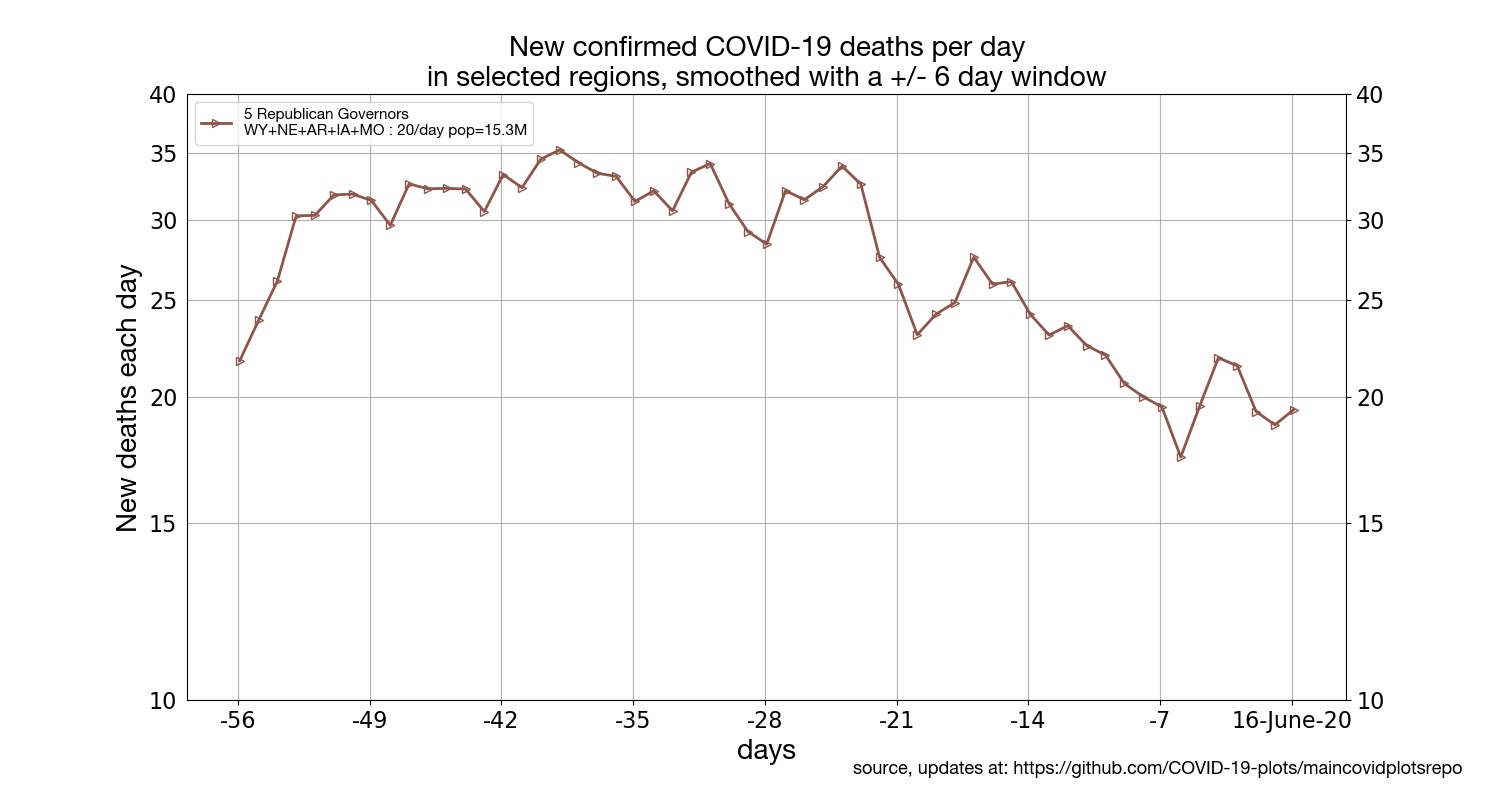 New confirmed COVID-19 deaths per day
in selected regions, smoothed with a +/- 6 day window
40
35
30
25
20
15
10
New deaths each day
5 Republican Governors
WY+NE+AR+IA+MO : 20/day pop=15.3M
40
35
30
25
20
15
10
-56 -49 -42 -35 -28 -21 -14 -7 16-June-20
days
source, updates at: https://github.com/COVID-19-plots/maincovidplotsrepo